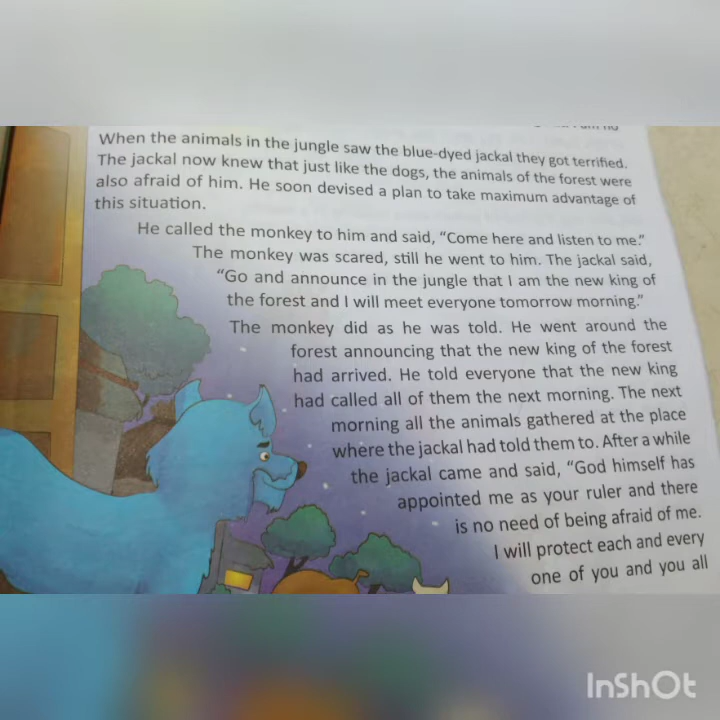 When the animals in the jungle saw the blue-dyed jackal they got terrified.
The jackal now knew that just like the dogs, the animals of the forest were
also afraid of him. He soon devised a plan to take maximum advantage of
this situation.
He called the monkey to him and said, “Come here and listen to me.”
The monkey was scared, still he went to him. The jackal said,
“Go and announce in the jungle that I am the new king of
the forest and I will meet everyone tomorrow morning.”
The monkey did as he was told. He went around the
forest announcing that the new king of the forest
had arrived. He told everyone that the new king
had called all of them the next morning. The next
morning all the animals gathered at the place
where the jackal had told them to. After a while
the jackal came and said, “God himself has
appointed me as your ruler and there
is no need of being afraid of me.
I will protect each and every
one of you and you all
InShOt